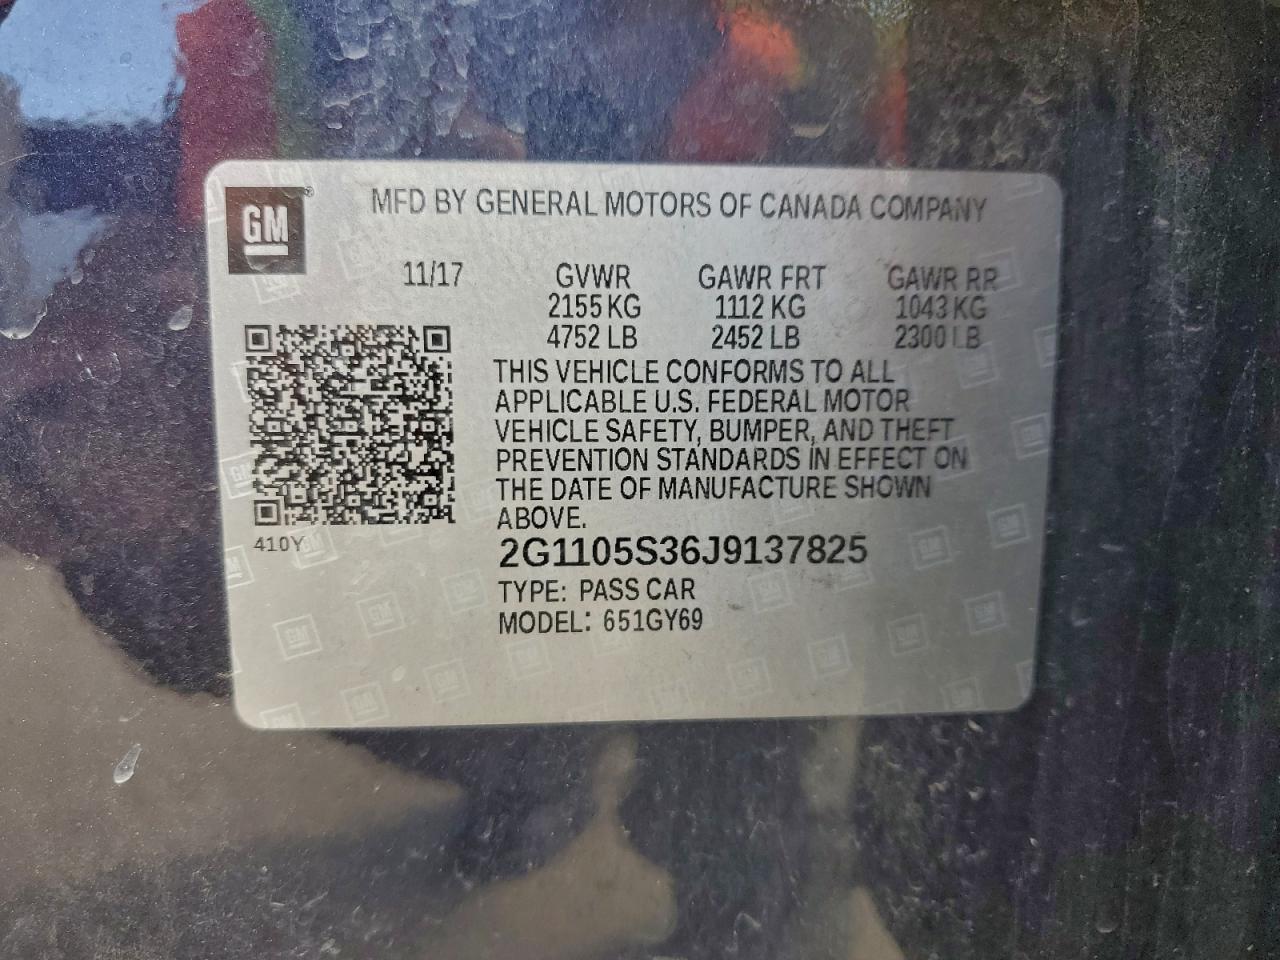 GM®
MFD BY GENERAL MOTORS OF CANADA COMPANY
11/17 GVWR GAWR FRT GAWR RR
2155 KG 1112 KG 1043 KG
4752 LB 2452 LB 2300 LB
THIS VEHICLE CONFORMS TO ALL
APPLICABLE U.S. FEDERAL MOTOR
VEHICLE SAFETY, BUMPER, AND THEFT
PREVENTION STANDARDS IN EFFECT ON
THE DATE OF MANUFACTURE SHOWN
ABOVE.
410Y
2G1105S36J9137825
TYPE: PASS CAR
MODEL: 651GY69